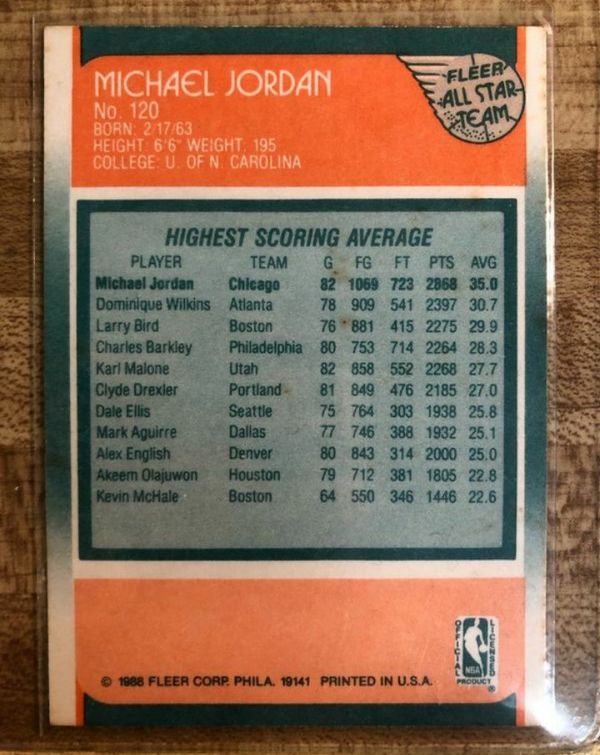 MICHAEL JORDAN
No. 120
BORN: 2/17/63
HEIGHT: 6'6" WEIGHT: 195
COLLEGE: U. OF N. CAROLINA
FLEER
ALL STAR
TEAM
HIGHEST SCORING AVERAGE
PLAYER TEAM G FG FT PTS AVG
Michael Jordan Chicago 82 1069 723 2868 35.0
Dominique Wilkins Atlanta 78 909 541 2397 30.7
Larry Bird Boston 76 881 415 2275 29.9
Charles Barkley Philadelphia 80 753 714 2264 28.3
Karl Malone Utah 82 858 552 2268 27.7
Clyde Drexler Portland 81 849 476 2185 27.0
Dale Ellis Seattle 75 764 303 1938 25.8
Mark Aguirre Dallas 77 746 388 1932 25.1
Alex English Denver 80 843 314 2000 25.0
Akeem Olajuwon Houston 79 712 381 1805 22.8
Kevin McHale Boston 64 550 346 1446 22.6
OFFICIAL LICENSED
NBA
PRODUCT ®
© 1988 FLEER CORP. PHILA. 19141 PRINTED IN U.S.A.